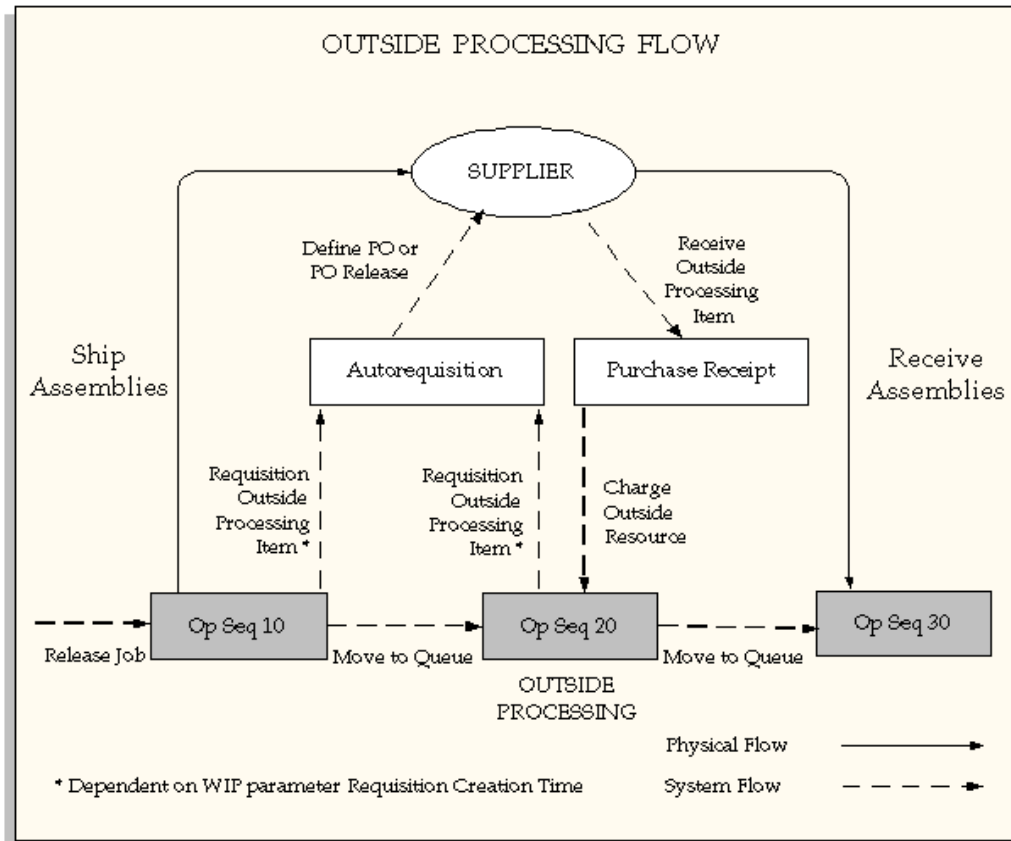 OUTSIDE PROCESSING FLOW
SUPPLIER
Define PO or
PO Release
Receive
Outside
Processing
Item
Ship
Assemblies
Autorequisition
Purchase Receipt
Receive
Assemblies
Requisition
Outside
Processing
Item *
Requisition
Outside
Processing
Item *
Charge
Outside
Resource
Op Seq 10
Op Seq 20
Op Seq 30
Release Job
Move to Queue
Move to Queue
OUTSIDE
PROCESSING
Physical Flow
* Dependent on WIP parameter Requisition Creation Time
System Flow